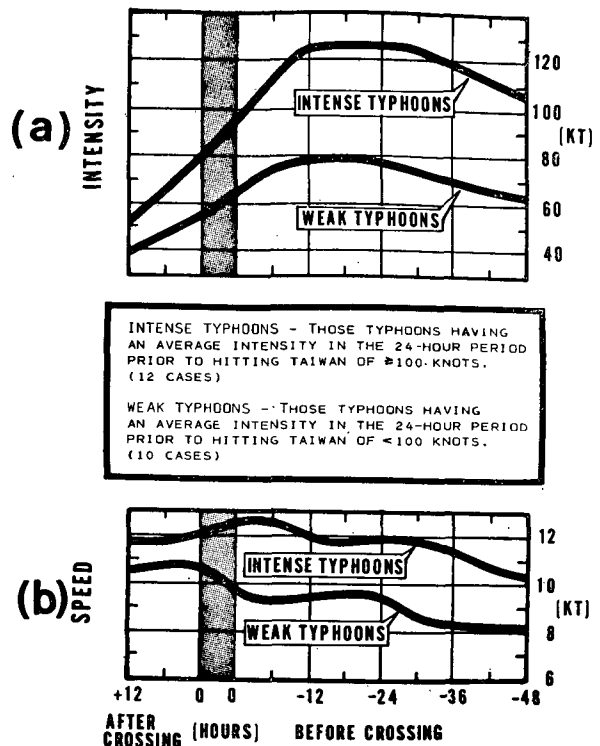 (a)
INTENSITY
120
100
(KT)
80
60
40
INTENSE TYPHOONS
WEAK TYPHOONS
INTENSE TYPHOONS - THOSE TYPHOONS HAVING
AN AVERAGE INTENSITY IN THE 24-HOUR PERIOD
PRIOR TO HITTING TAIWAN OF ≥100 KNOTS.
(12 CASES)
WEAK TYPHOONS - THOSE TYPHOONS HAVING
AN AVERAGE INTENSITY IN THE 24-HOUR PERIOD
PRIOR TO HITTING TAIWAN OF <100 KNOTS.
(10 CASES)
(b)
SPEED
12
10
(KT)
8
6
INTENSE TYPHOONS
WEAK TYPHOONS
+12 0 0 -12 -24 -36 -48
AFTER CROSSING (HOURS) BEFORE CROSSING